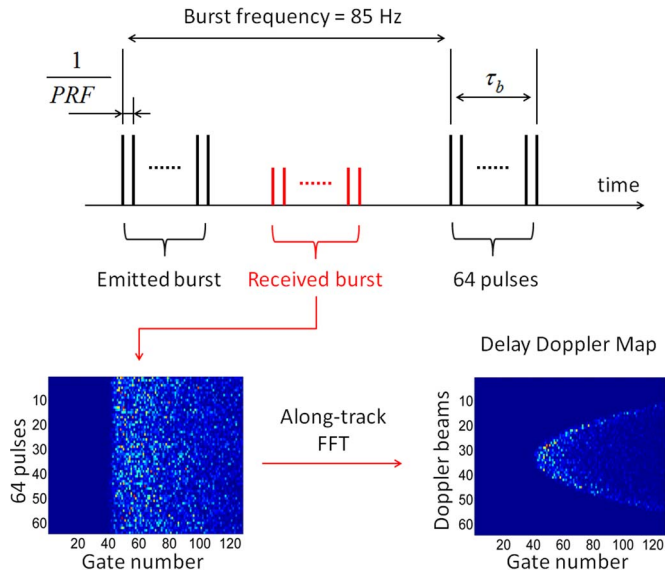 Burst frequency = 85 Hz
1
PRF
τb
......
......
......
time
Emitted burst
Received burst
64 pulses
Delay Doppler Map
64 pulses
10
20
30
40
50
60
20 40 60 80 100 120
Gate number
Along-track
FFT
Doppler beams
10
20
30
40
50
60
20 40 60 80 100 120
Gate number